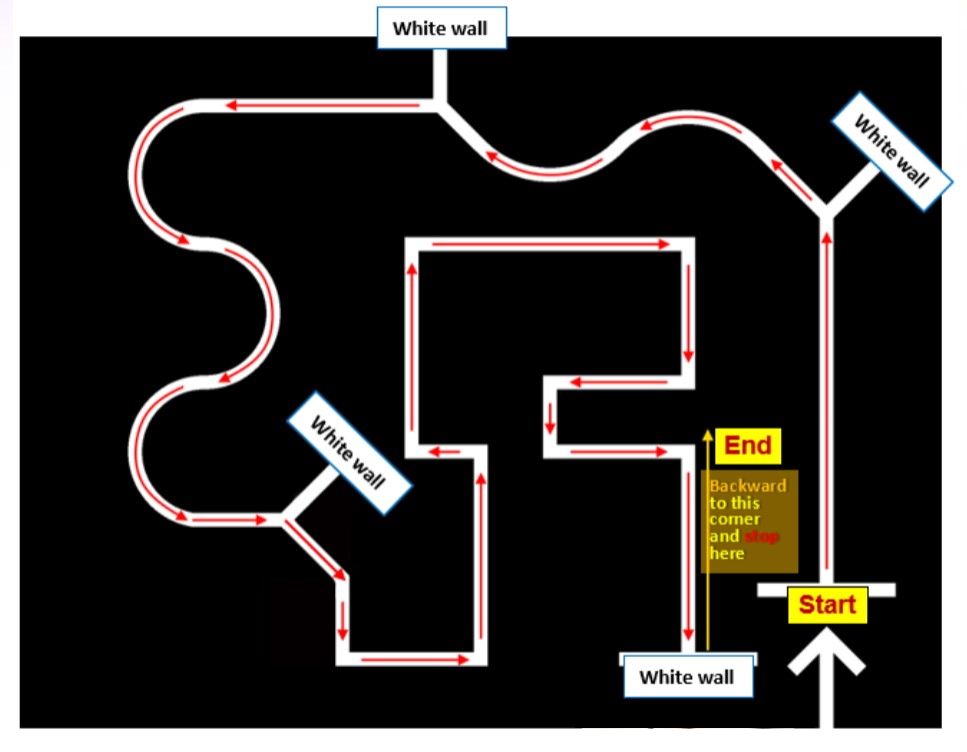 White wall
White wall
White wall
End
Backward
to this
corner
and stop
here
Start
White wall